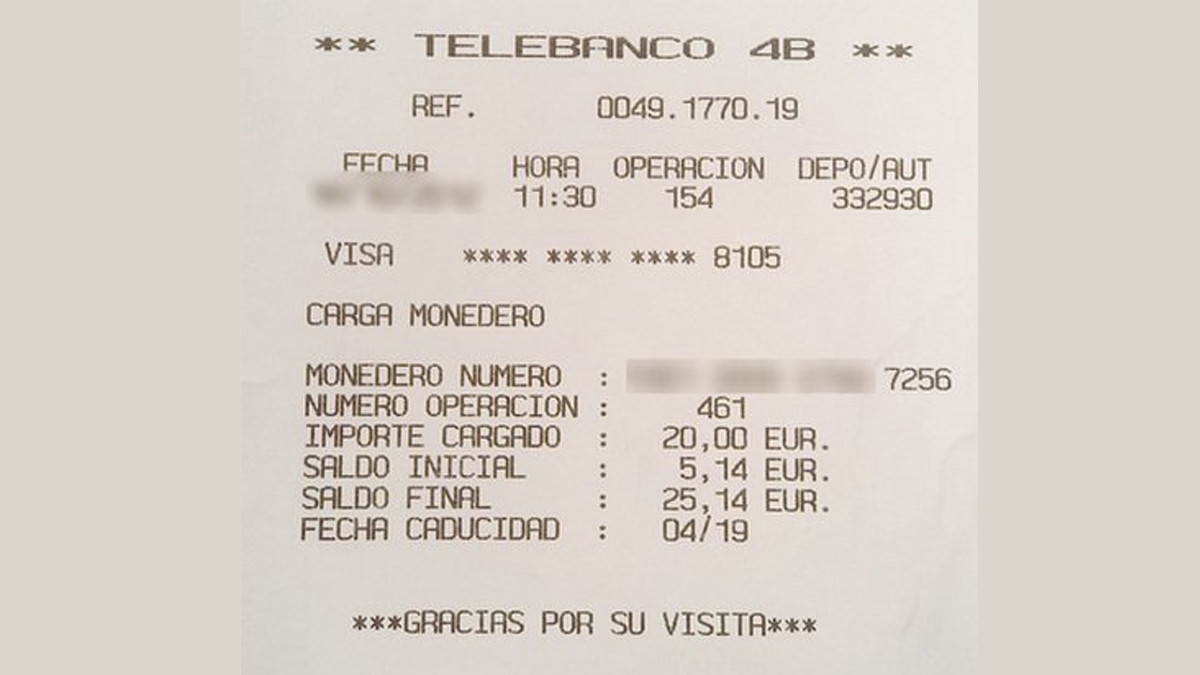 ** TELEBANCO 4B **
REF. 0049.1770.19
FECHA HORA OPERACION DEPO/AUT
11:30 154 332930
VISA **** **** **** 8105
CARGA MONEDERO
MONEDERO NUMERO : 7256
NUMERO OPERACION : 461
IMPORTE CARGADO : 20,00 EUR.
SALDO INICIAL : 5,14 EUR.
SALDO FINAL : 25,14 EUR.
FECHA CADUCIDAD : 04/19
***GRACIAS POR SU VISITA***